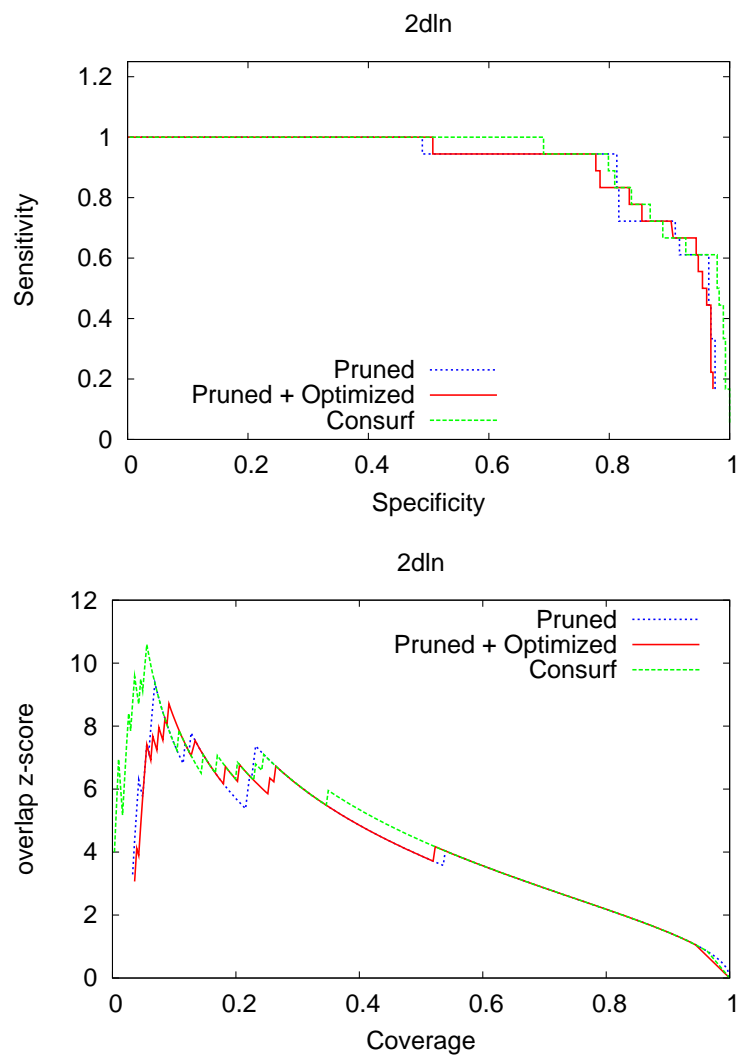 2dln
1.2
1
0.8
0.6
0.4
0.2
0
Sensitivity
Pruned
Pruned + Optimized
Consurf
0 0.2 0.4 0.6 0.8 1
Specificity
2dln
12
10
8
6
4
2
0
overlap z-score
Pruned
Pruned + Optimized
Consurf
0 0.2 0.4 0.6 0.8 1
Coverage